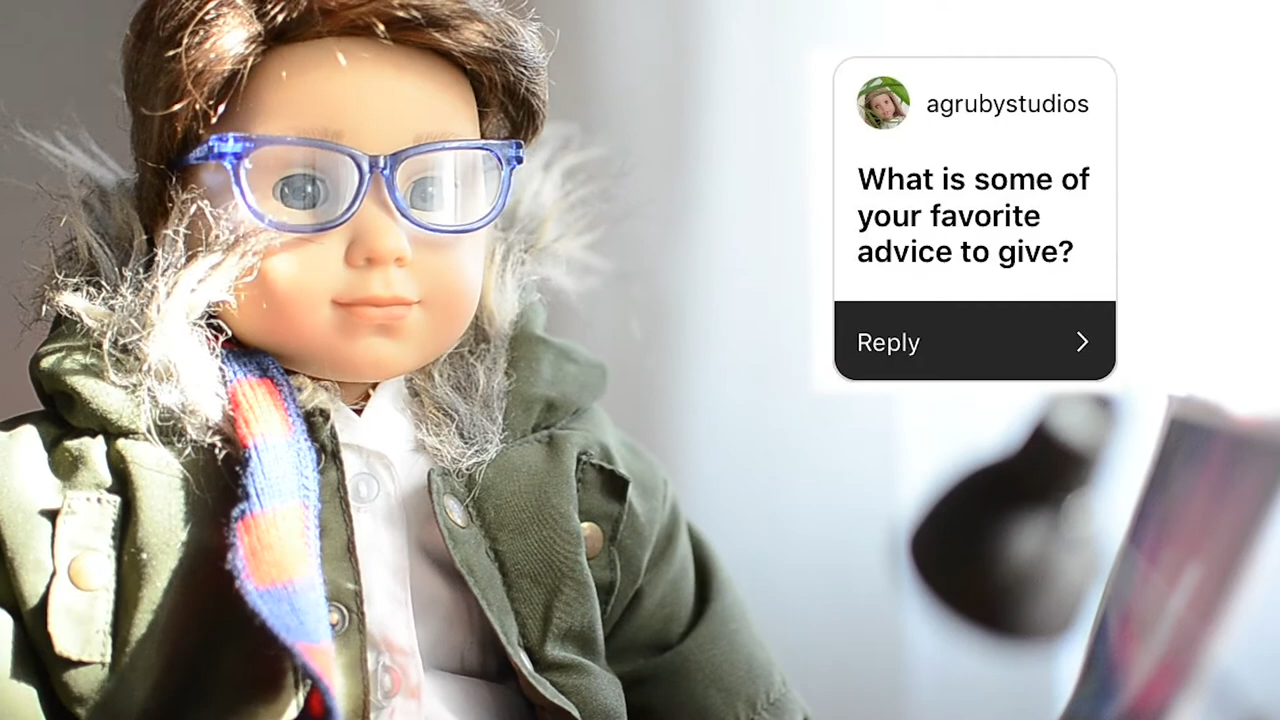 agrubystudios
What is some of
your favorite
advice to give?
Reply